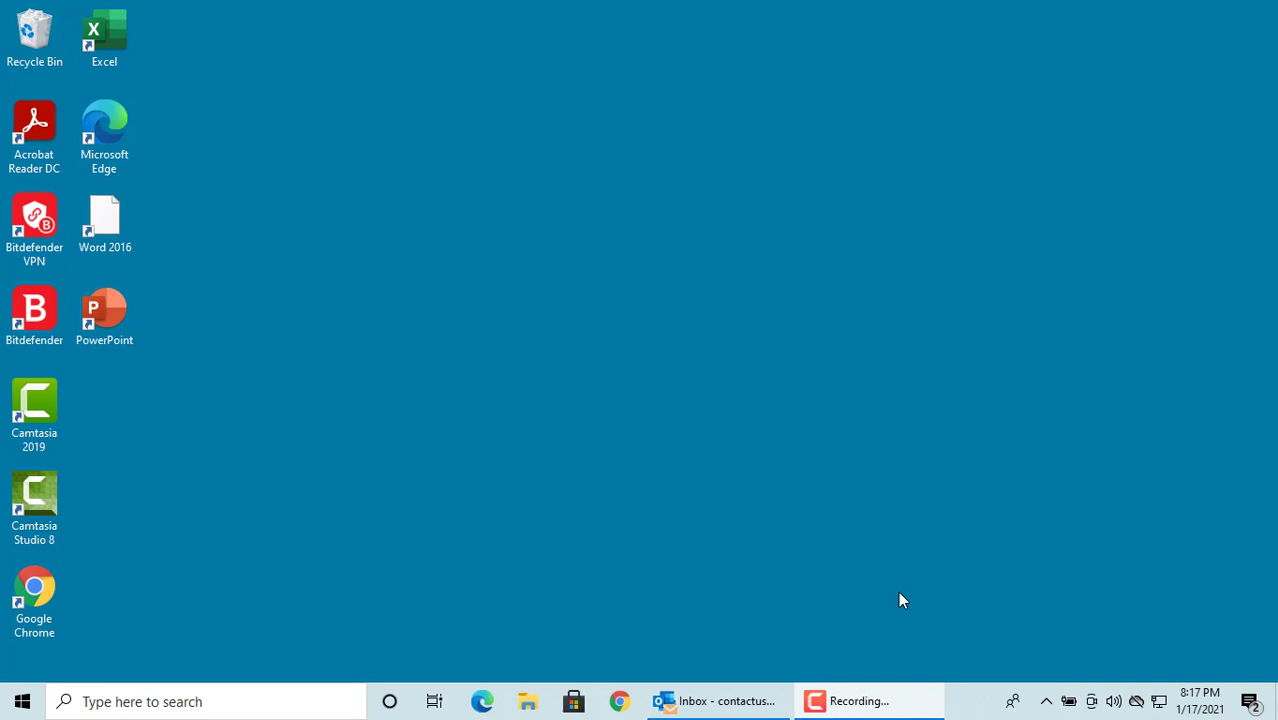 Recycle Bin
Excel
Acrobat
Reader DC
Microsoft
Edge
Bitdefender
VPN
Word 2016
Bitdefender
PowerPoint
Camtasia
2019
Camtasia
Studio 8
Google
Chrome
Type here to search
Inbox - contactus...
Recording...
8:17 PM
1/17/2021
2